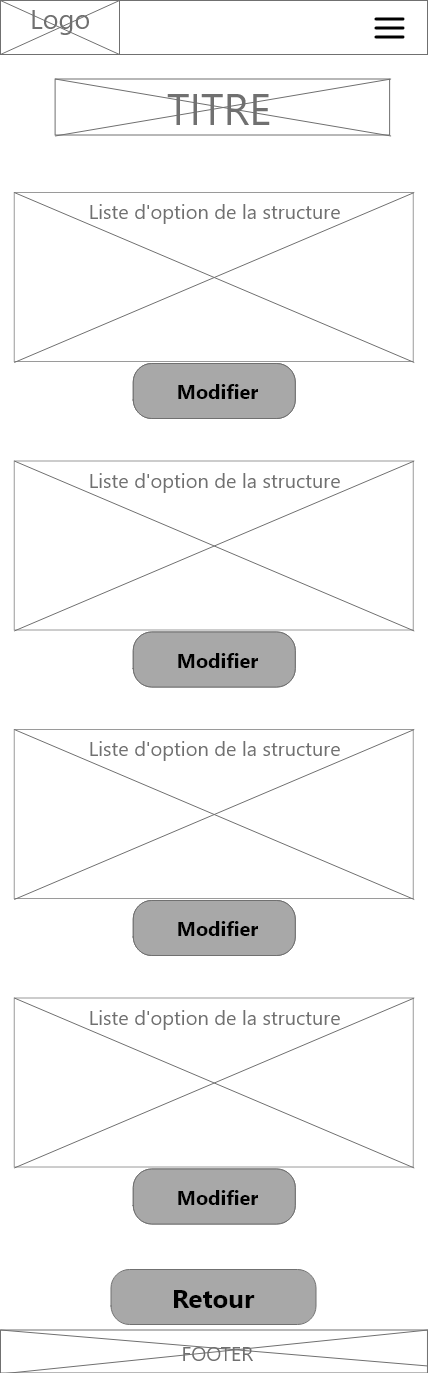 Logo
TITRE
Liste d'option de la structure
Modifier
Liste d'option de la structure
Modifier
Liste d'option de la structure
Modifier
Liste d'option de la structure
Modifier
Retour
FOOTER